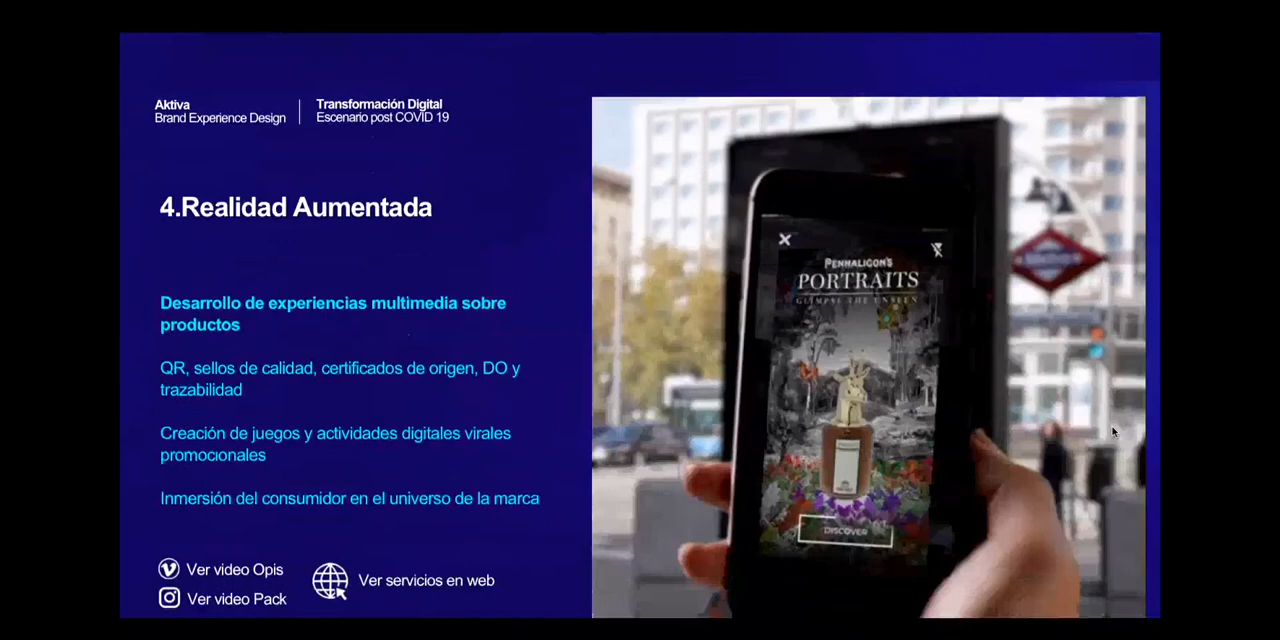 Aktiva
Brand Experience Design
Transformación Digital
Escenario post COVID 19
4.Realidad Aumentada
Desarrollo de experiencias multimedia sobre
productos
QR, sellos de calidad, certificados de origen, DO y
trazabilidad
Creación de juegos y actividades digitales virales
promocionales
Inmersión del consumidor en el universo de la marca
Ver video Opis
Ver video Pack
Ver servicios en web
PENHALIGON'S
PORTRAITS
GLIMPSE THE UNSEEN
DISCOVER